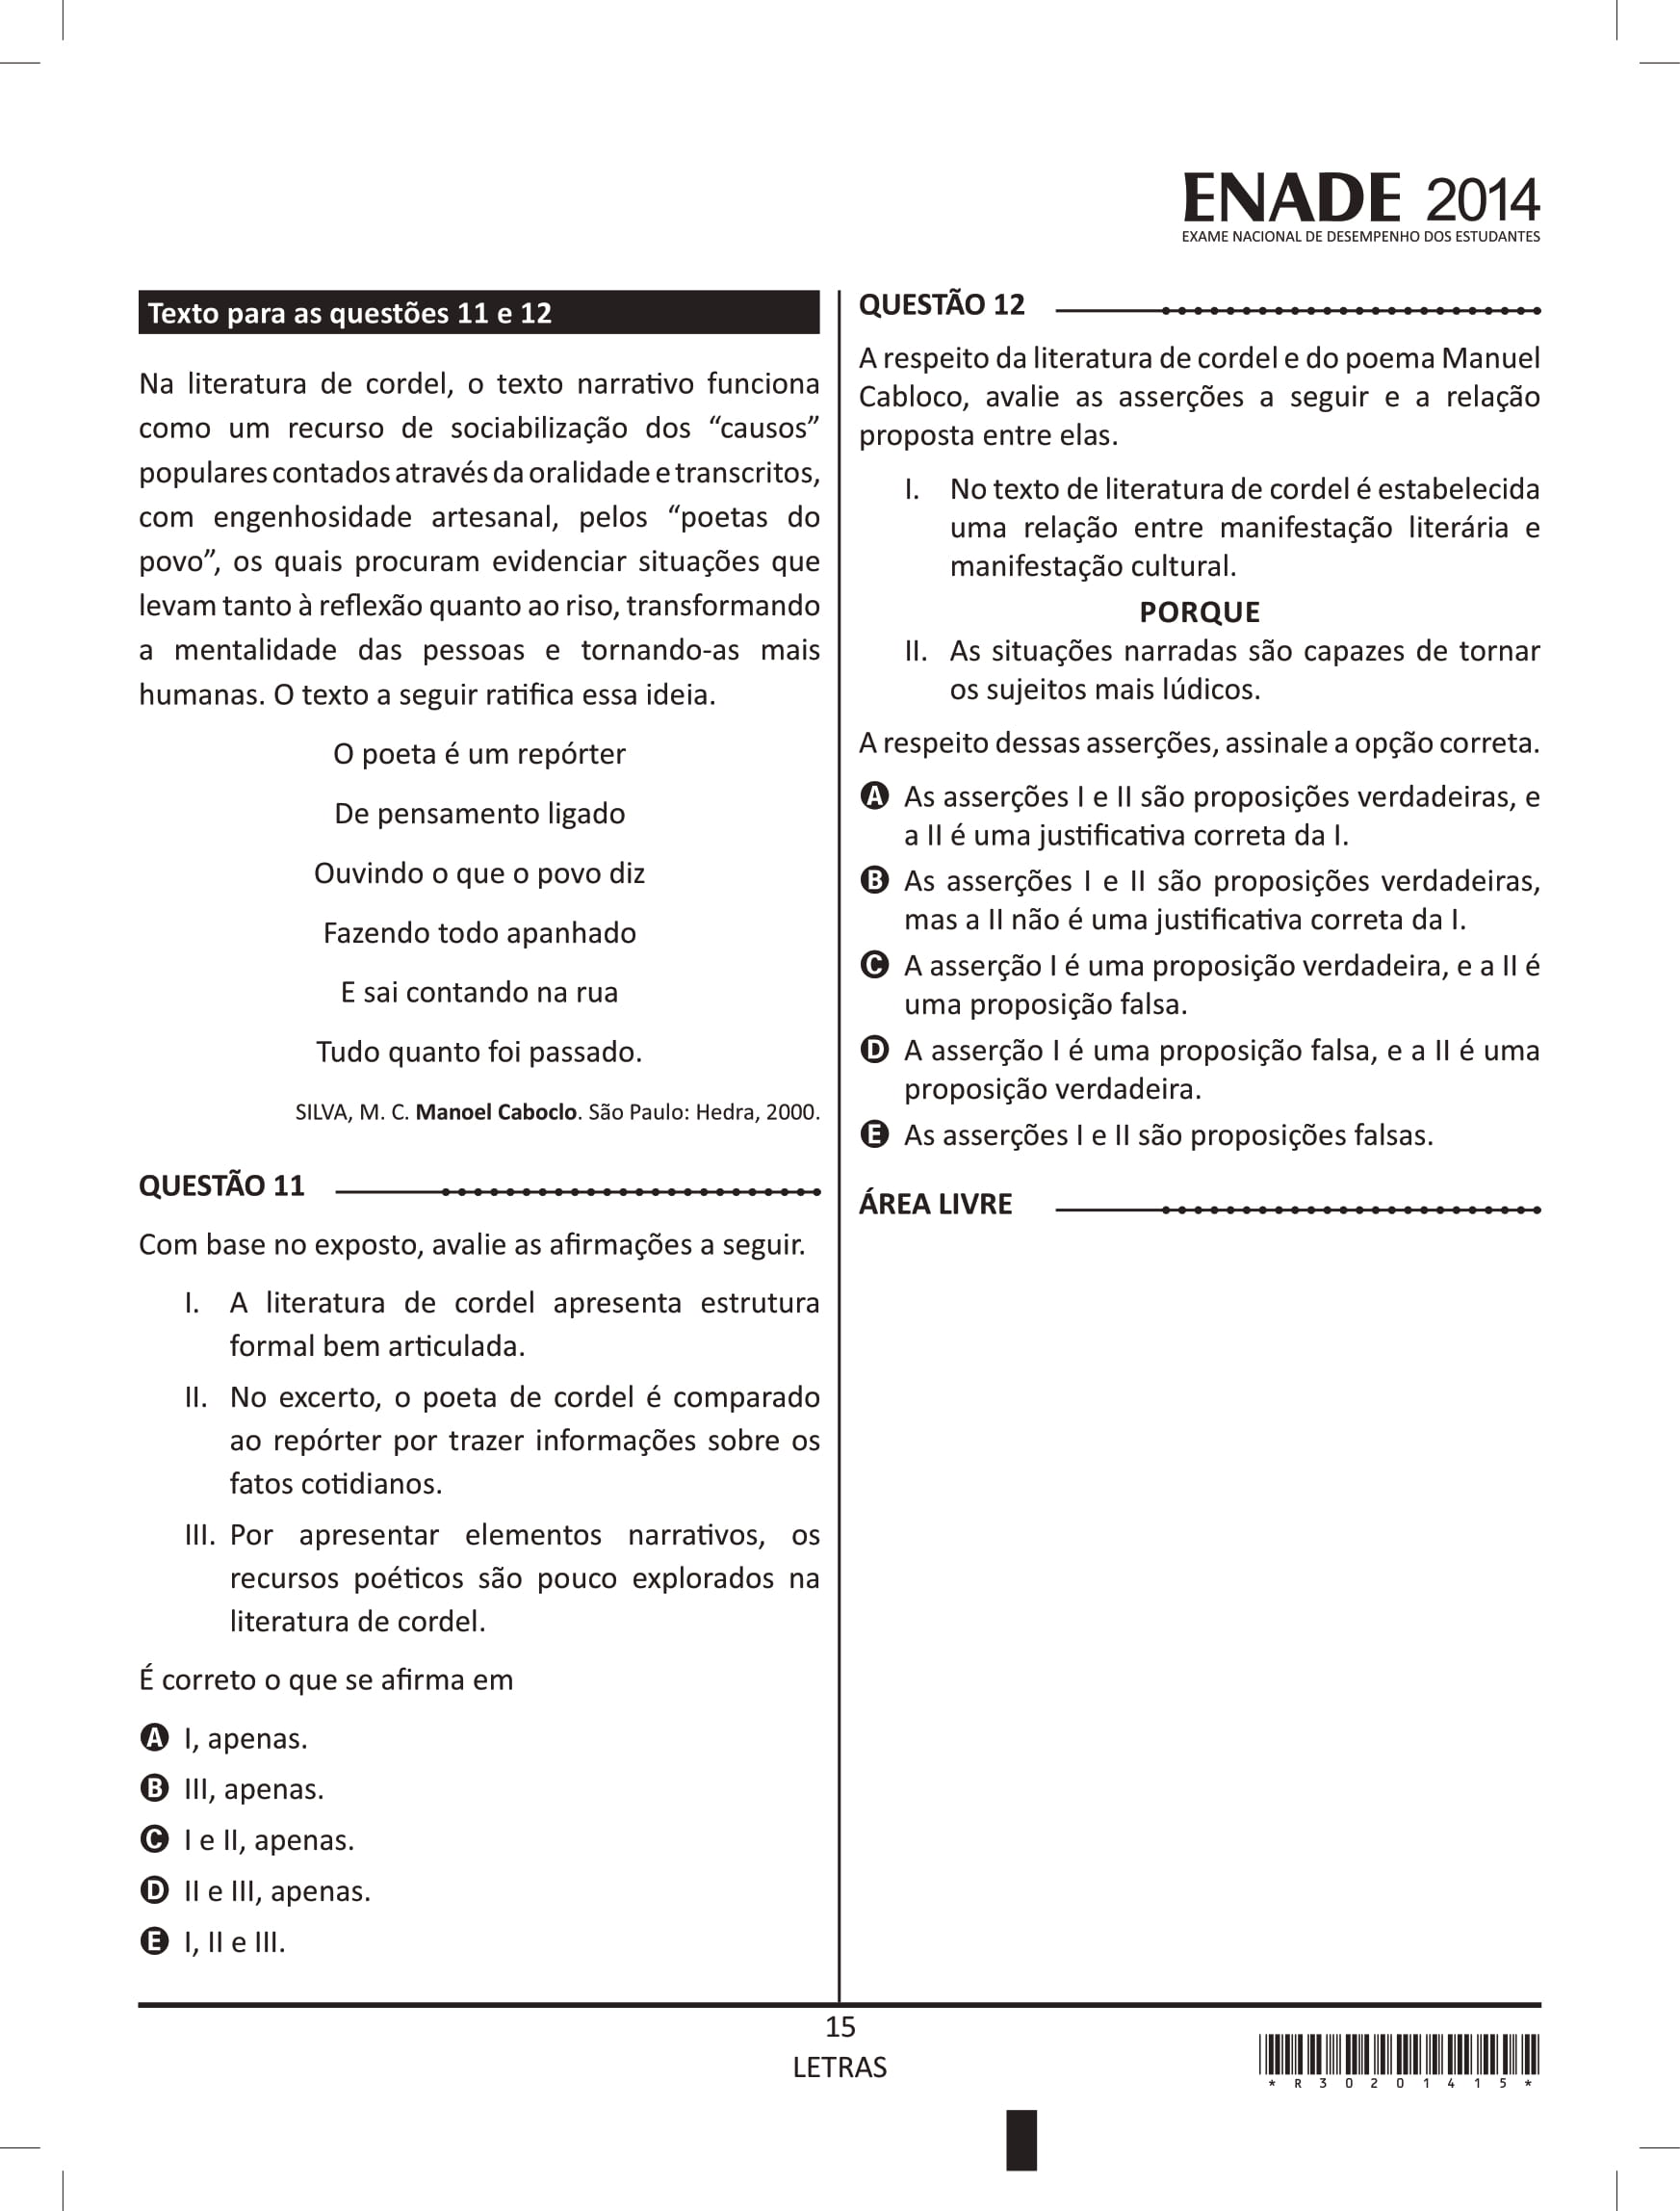 ENADE 2014
EXAME NACIONAL DE DESEMPENHO DOS ESTUDANTES
Texto para as questões 11 e 12
Na literatura de cordel, o texto narrativo funciona
como um recurso de sociabilização dos “causos”
populares contados através da oralidade e transcritos,
com engenhosidade artesanal, pelos “poetas do
povo”, os quais procuram evidenciar situações que
levam tanto à reflexão quanto ao riso, transformando
a mentalidade das pessoas e tornando-as mais
humanas. O texto a seguir ratifica essa ideia.
O poeta é um repórter
De pensamento ligado
Ouvindo o que o povo diz
Fazendo todo apanhado
E sai contando na rua
Tudo quanto foi passado.
SILVA, M. C. Manoel Caboclo. São Paulo: Hedra, 2000.
QUESTÃO 11
Com base no exposto, avalie as afirmações a seguir.
I. A literatura de cordel apresenta estrutura
formal bem articulada.
II. No excerto, o poeta de cordel é comparado
ao repórter por trazer informações sobre os
fatos cotidianos.
III. Por apresentar elementos narrativos, os
recursos poéticos são pouco explorados na
literatura de cordel.
É correto o que se afirma em
A I, apenas.
B III, apenas.
C I e II, apenas.
D II e III, apenas.
E I, II e III.
QUESTÃO 12
A respeito da literatura de cordel e do poema Manuel
Cabloco, avalie as asserções a seguir e a relação
proposta entre elas.
I. No texto de literatura de cordel é estabelecida
uma relação entre manifestação literária e
manifestação cultural.
PORQUE
II. As situações narradas são capazes de tornar
os sujeitos mais lúdicos.
A respeito dessas asserções, assinale a opção correta.
A As asserções I e II são proposições verdadeiras, e
a II é uma justificativa correta da I.
B As asserções I e II são proposições verdadeiras,
mas a II não é uma justificativa correta da I.
C A asserção I é uma proposição verdadeira, e a II é
uma proposição falsa.
D A asserção I é uma proposição falsa, e a II é uma
proposição verdadeira.
E As asserções I e II são proposições falsas.
ÁREA LIVRE
15
LETRAS
* R 3 0 2 0 1 4 1 5 *